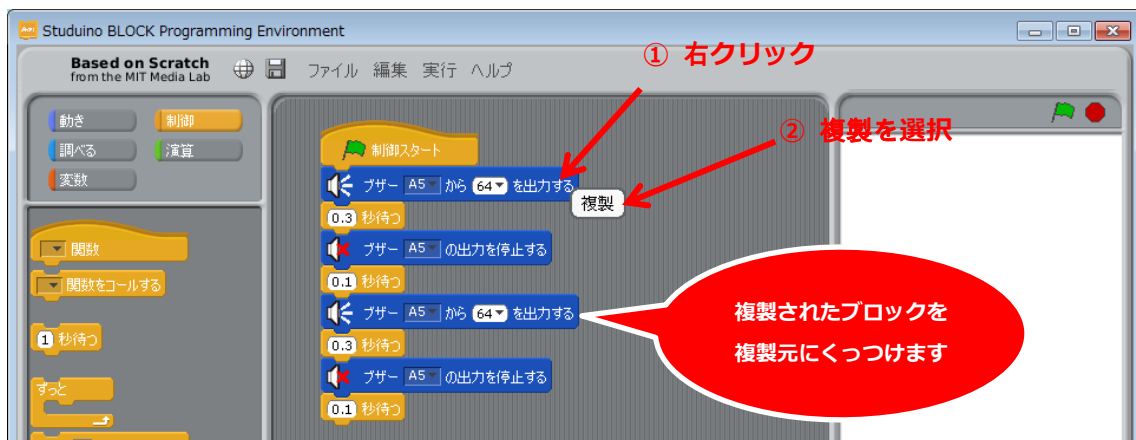 Studuino BLOCK Programming Environment
① 右クリック
Based on Scratch
from the MIT Media Lab
ファイル 編集 実行 ヘルプ
② 複製を選択
動き 制御
調べる 演算
変数
制御スタート
ブザー A5 から 64 を出力する
複製
0.3 秒待つ
ブザー A5 の出力を停止する
0.1 秒待つ
ブザー A5 から 64 を出力する
0.3 秒待つ
ブザー A5 の出力を停止する
0.1 秒待つ
関数
関数をコールする
1 秒待つ
ずっと
複製されたブロックを
複製元にくっつけます